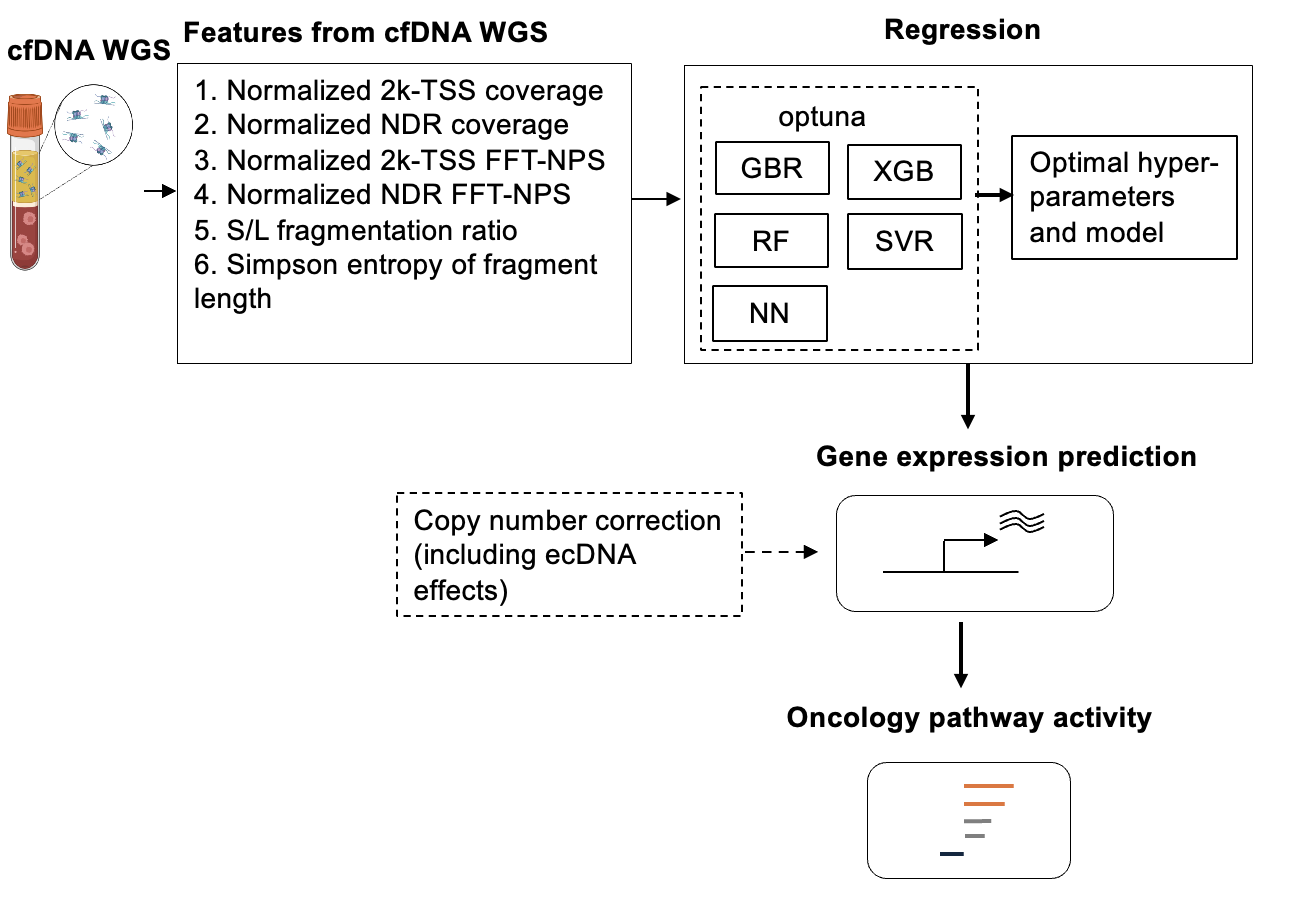 cfDNA WGS
Features from cfDNA WGS
1. Normalized 2k-TSS coverage
2. Normalized NDR coverage
3. Normalized 2k-TSS FFT-NPS
4. Normalized NDR FFT-NPS
5. S/L fragmentation ratio
6. Simpson entropy of fragment
length
Regression
optuna
GBR
XGB
RF
SVR
NN
Optimal hyper-
parameters
and model
Gene expression prediction
Copy number correction
(including ecDNA
effects)
Oncology pathway activity